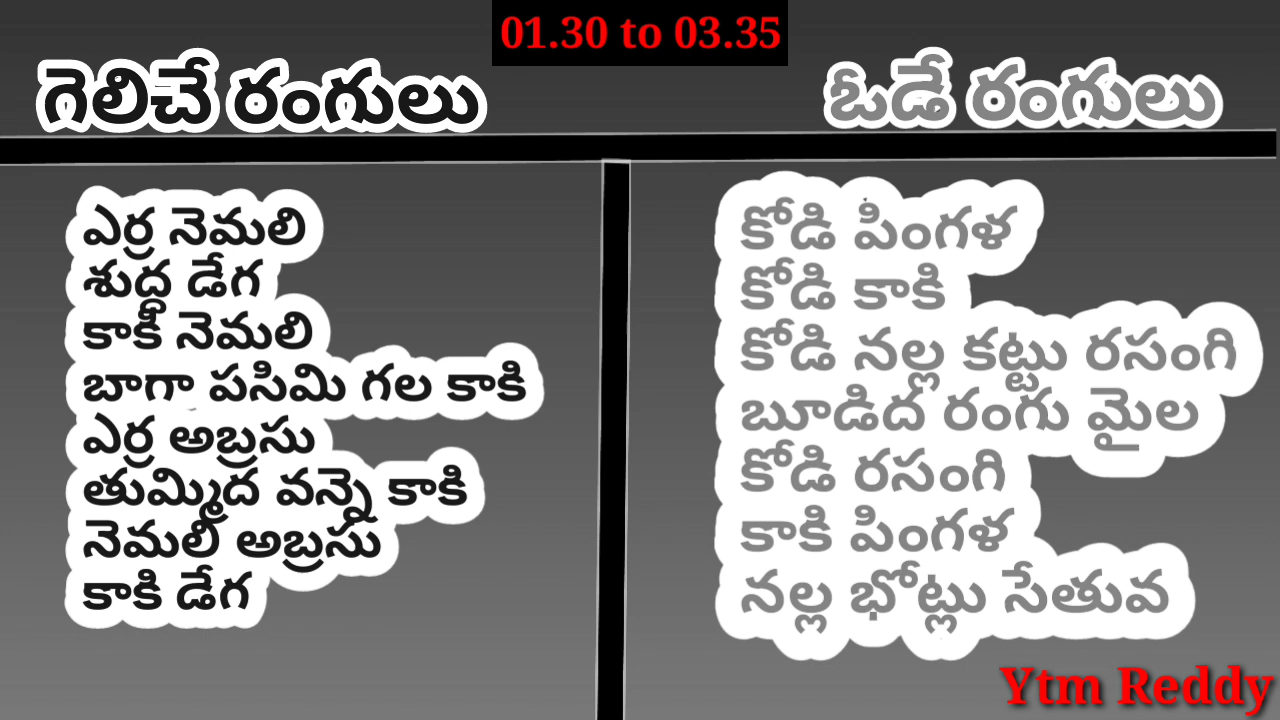 01.30 to 03.35
గెలిచే రంగులు
ఓడే రంగులు
ఎర్ర నెమలి
శుద్ధ డేగ
కాకి నెమలి
బాగా పసిమి గల కాకి
ఎర్ర అబ్రసు
తుమ్మిద వన్నె కాకి
నెమలి అబ్రసు
కాకి డేగ
కోడి పింగళ
కోడి కాకి
కోడి నల్ల కట్టు రసంగి
బూడిద రంగు మైల
కోడి రసంగి
కాకి పింగళ
నల్ల భోట్లు సేతువ
Ytm Reddy